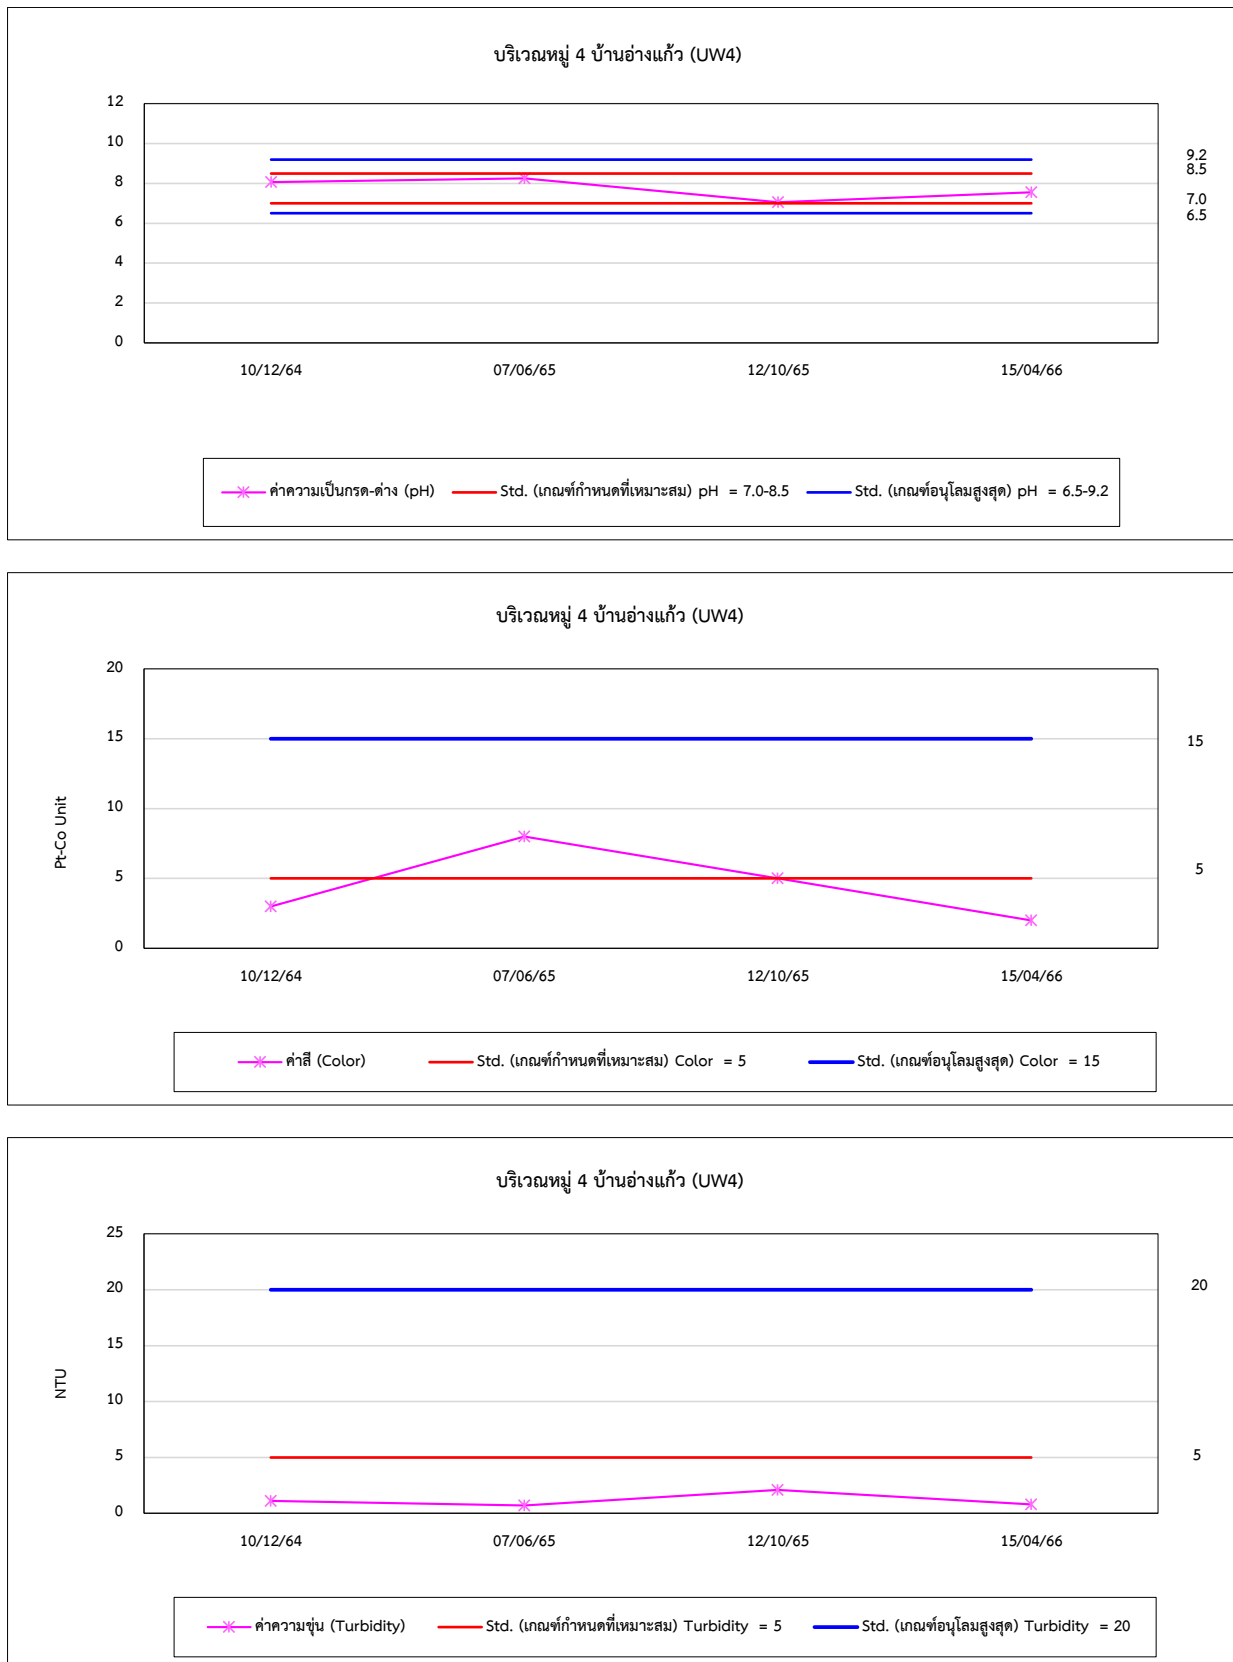 บริเวณหมู่ 4 บ้านอ่างแก้ว (UW4)
12
10
8
6
4
2
0
9.2
8.5
7.0
6.5
10/12/64 07/06/65 12/10/65 15/04/66
ค่าความเป็นกรด-ด่าง (pH) Std. (เกณฑ์กำหนดที่เหมาะสม) pH = 7.0-8.5 Std. (เกณฑ์อนุโลมสูงสุด) pH = 6.5-9.2
บริเวณหมู่ 4 บ้านอ่างแก้ว (UW4)
Pt-Co Unit
20
15
10
5
0
15
5
10/12/64 07/06/65 12/10/65 15/04/66
ค่าสี (Color) Std. (เกณฑ์กำหนดที่เหมาะสม) Color = 5 Std. (เกณฑ์อนุโลมสูงสุด) Color = 15
บริเวณหมู่ 4 บ้านอ่างแก้ว (UW4)
NTU
25
20
15
10
5
0
20
5
10/12/64 07/06/65 12/10/65 15/04/66
ค่าความขุ่น (Turbidity) Std. (เกณฑ์กำหนดที่เหมาะสม) Turbidity = 5 Std. (เกณฑ์อนุโลมสูงสุด) Turbidity = 20